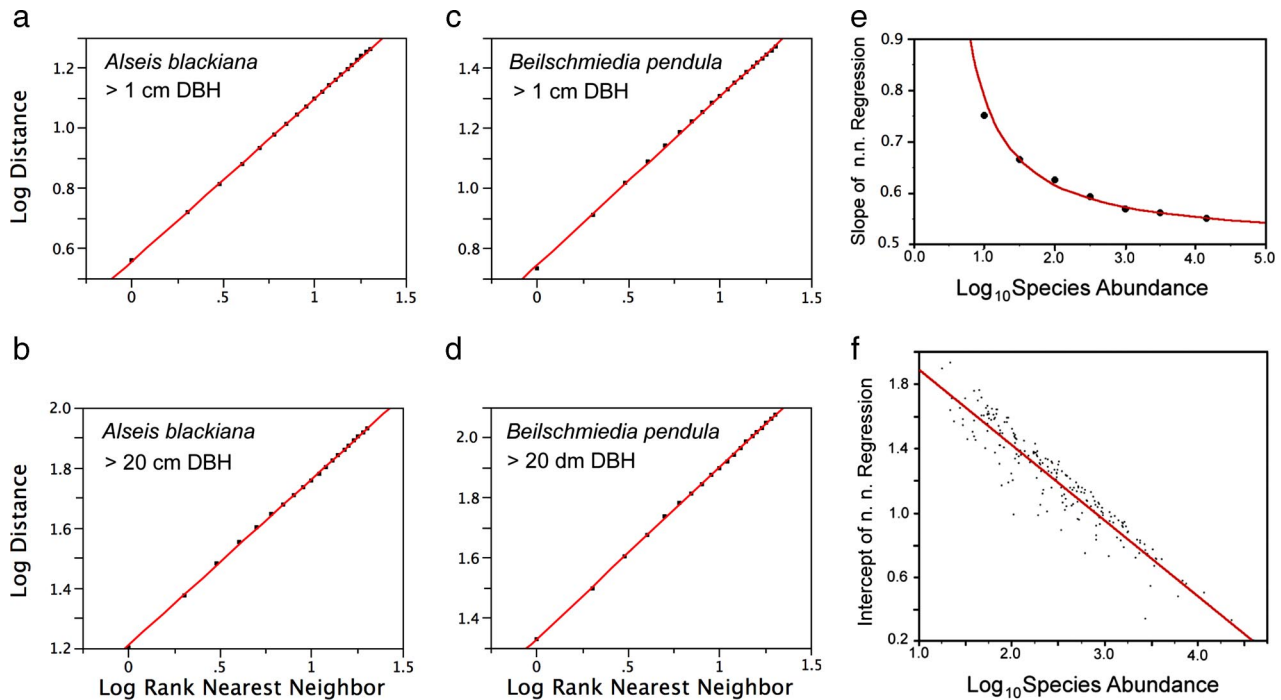 a
Alseis blackiana
> 1 cm DBH
Log Distance
1.2
1.0
0.8
0.6
0
.5
1
1.5
c
Beilschmiedia pendula
> 1 cm DBH
1.4
1.2
1.0
0.8
0
.5
1
1.5
e
Slope of n.n. Regression
0.9
0.8
0.7
0.6
0.5
0.0
1.0
2.0
3.0
4.0
5.0
Log10Species Abundance
b
Alseis blackiana
> 20 cm DBH
Log Distance
2.0
1.8
1.6
1.4
1.2
0
.5
1
1.5
Log Rank Nearest Neighbor
d
Beilschmiedia pendula
> 20 dm DBH
2.0
1.8
1.6
1.4
0
.5
1
1.5
Log Rank Nearest Neighbor
f
Intercept of n. n. Regression
1.8
1.4
1.0
0.6
0.2
1.0
2.0
3.0
4.0
Log10Species Abundance